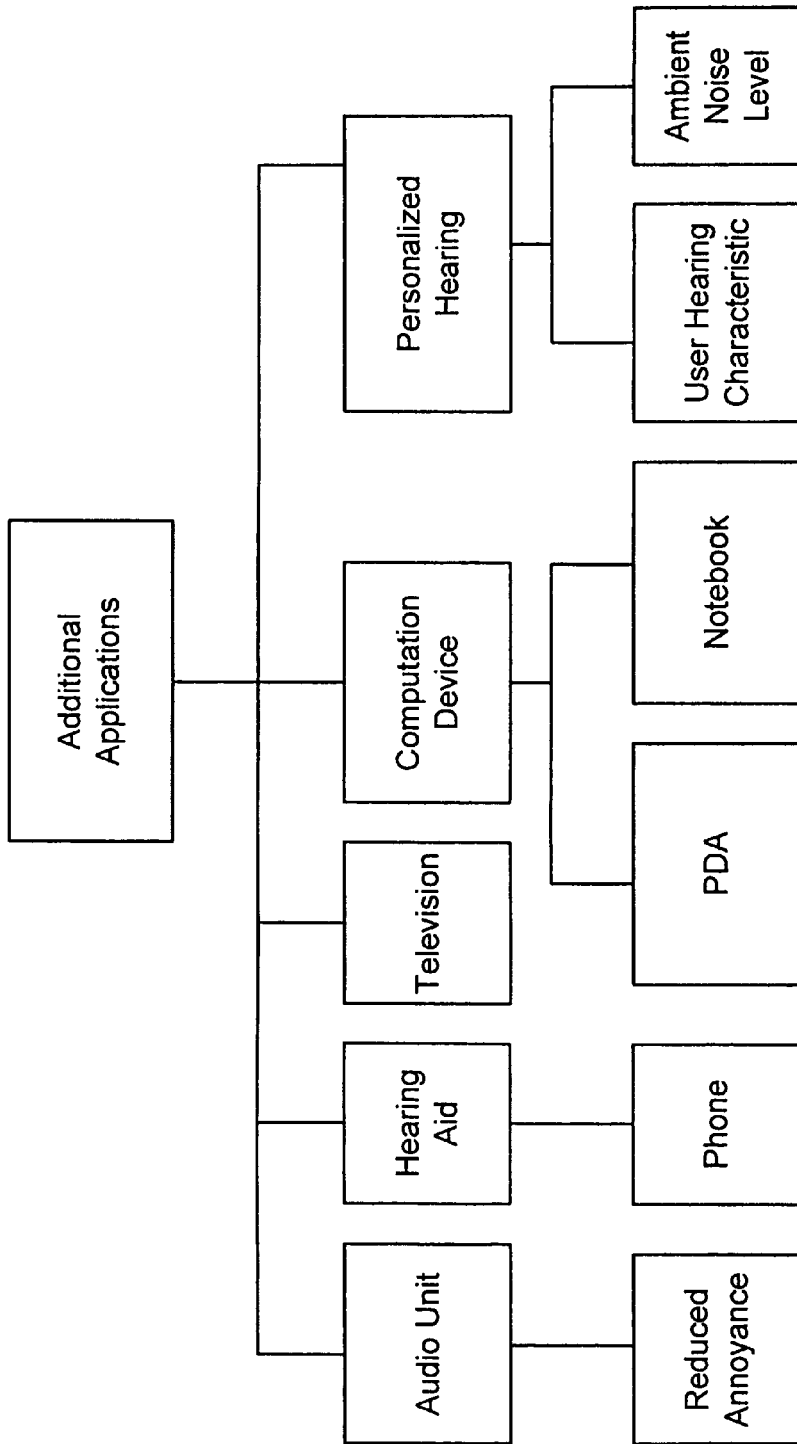 Additional
Applications
Audio Unit
Hearing
Aid
Television
Computation
Device
Personalized
Hearing
Reduced
Annoyance
Phone
PDA
Notebook
User Hearing
Characteristic
Ambient
Noise
Level